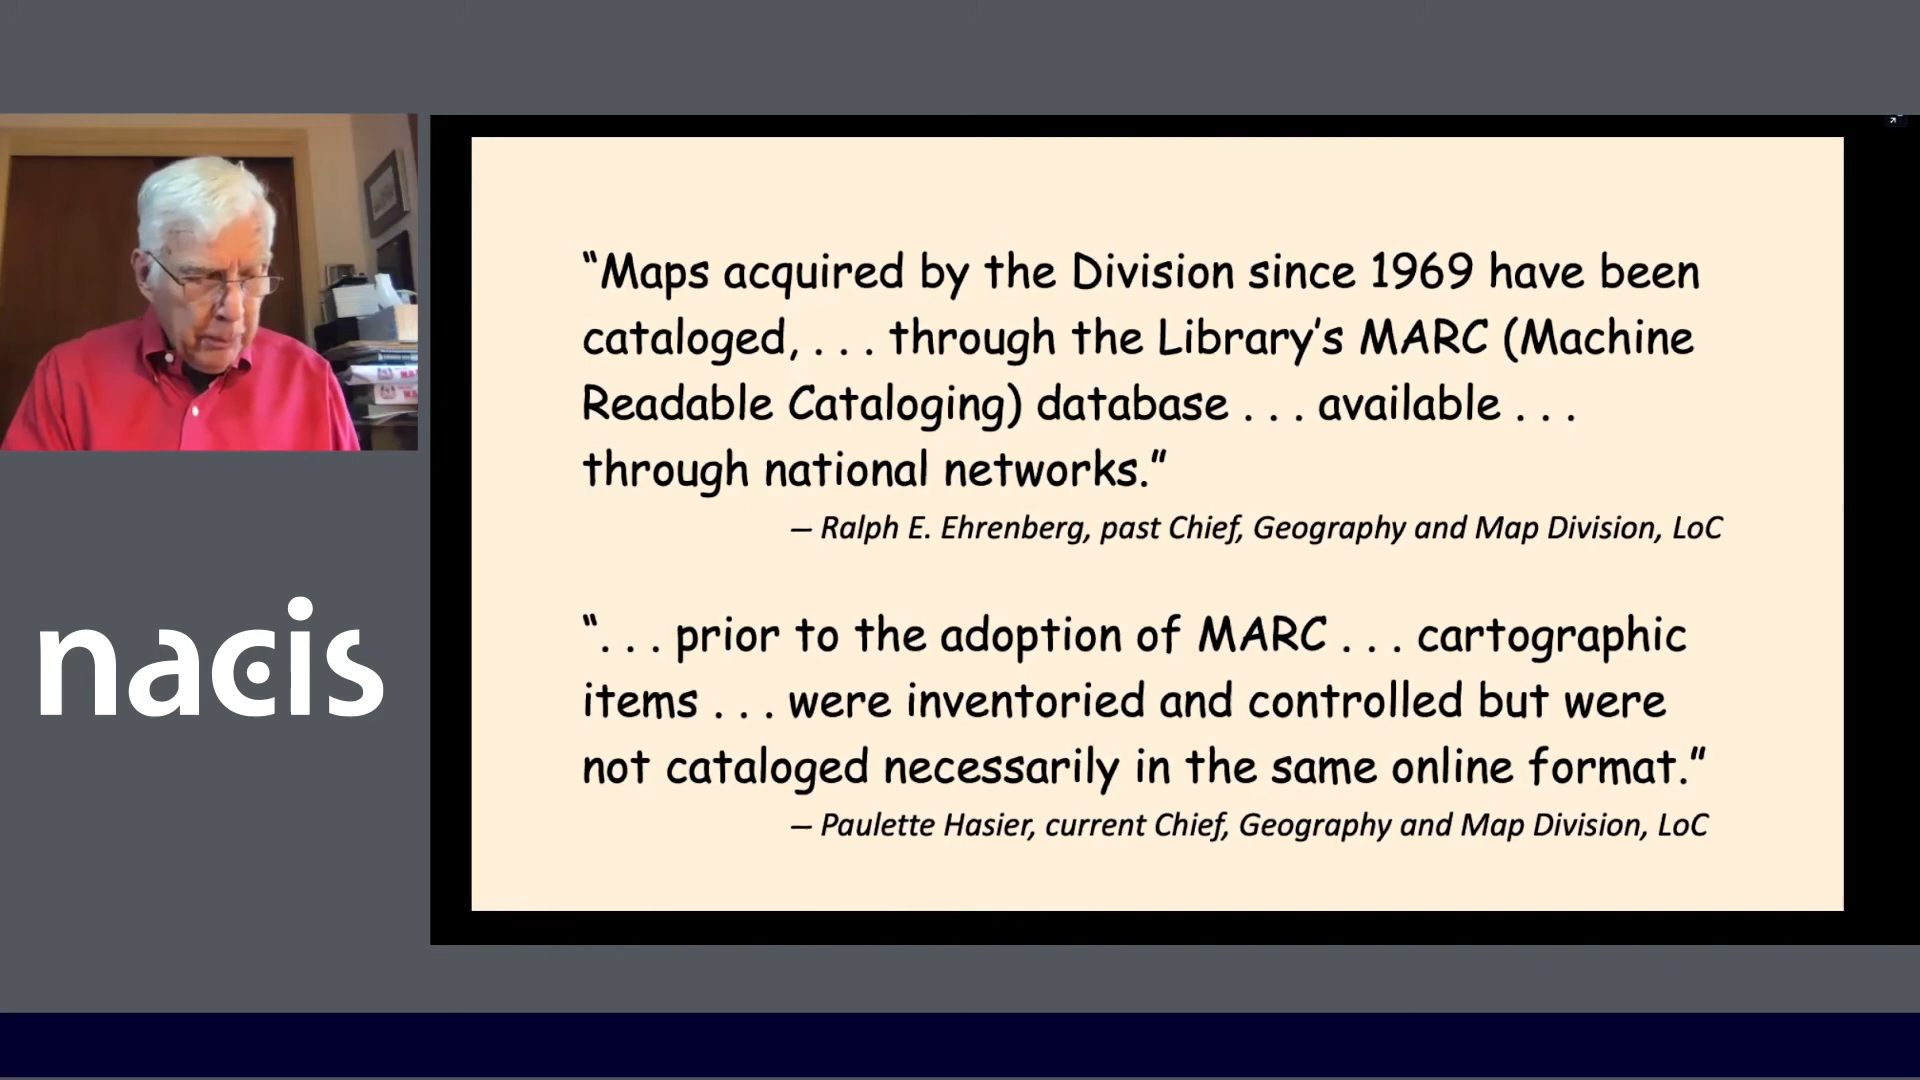 “Maps acquired by the Division since 1969 have been
cataloged, . . . through the Library’s MARC (Machine
Readable Cataloging) database . . . available . . .
through national networks.”
— Ralph E. Ehrenberg, past Chief, Geography and Map Division, LoC
“. . . prior to the adoption of MARC . . . cartographic
items . . . were inventoried and controlled but were
not cataloged necessarily in the same online format.”
— Paulette Hasier, current Chief, Geography and Map Division, LoC
nacis